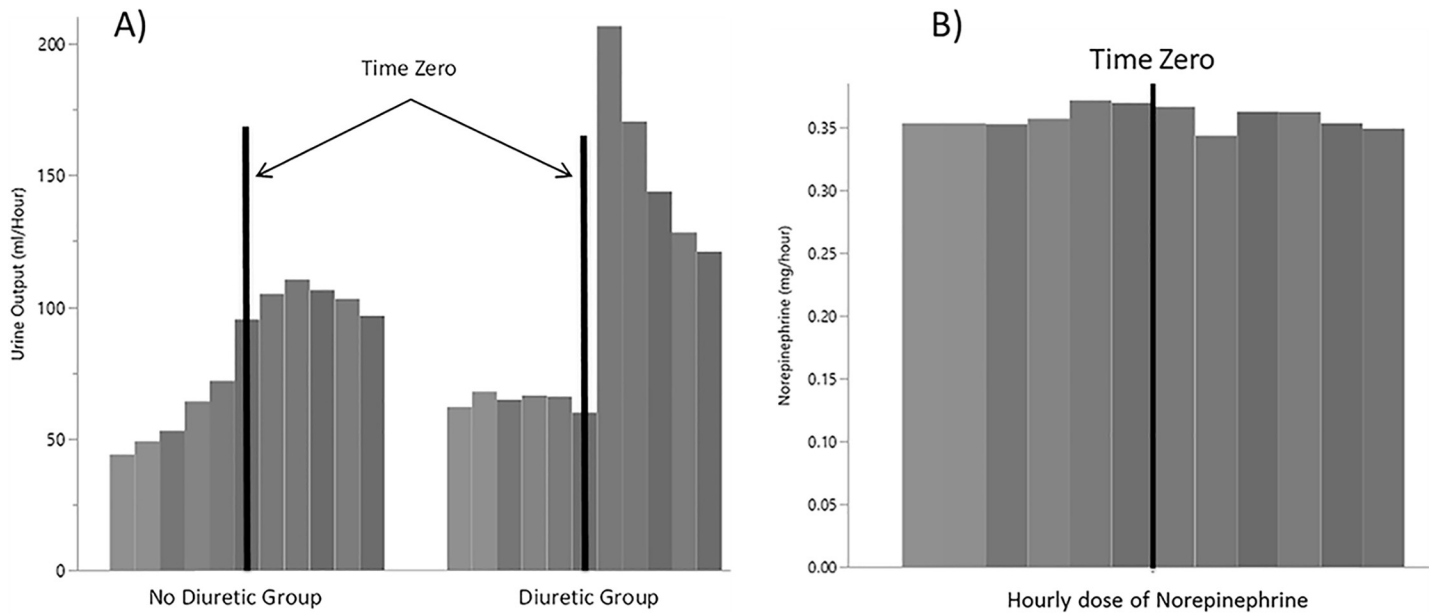 A)
Time Zero
Urine Output (ml/Hour)
200
150
100
50
0
No Diuretic Group
Diuretic Group
B)
Time Zero
Norepinephrine (mg/hour)
0.35
0.30
0.25
0.20
0.15
0.10
0.05
0.00
Hourly dose of Norepinephrine